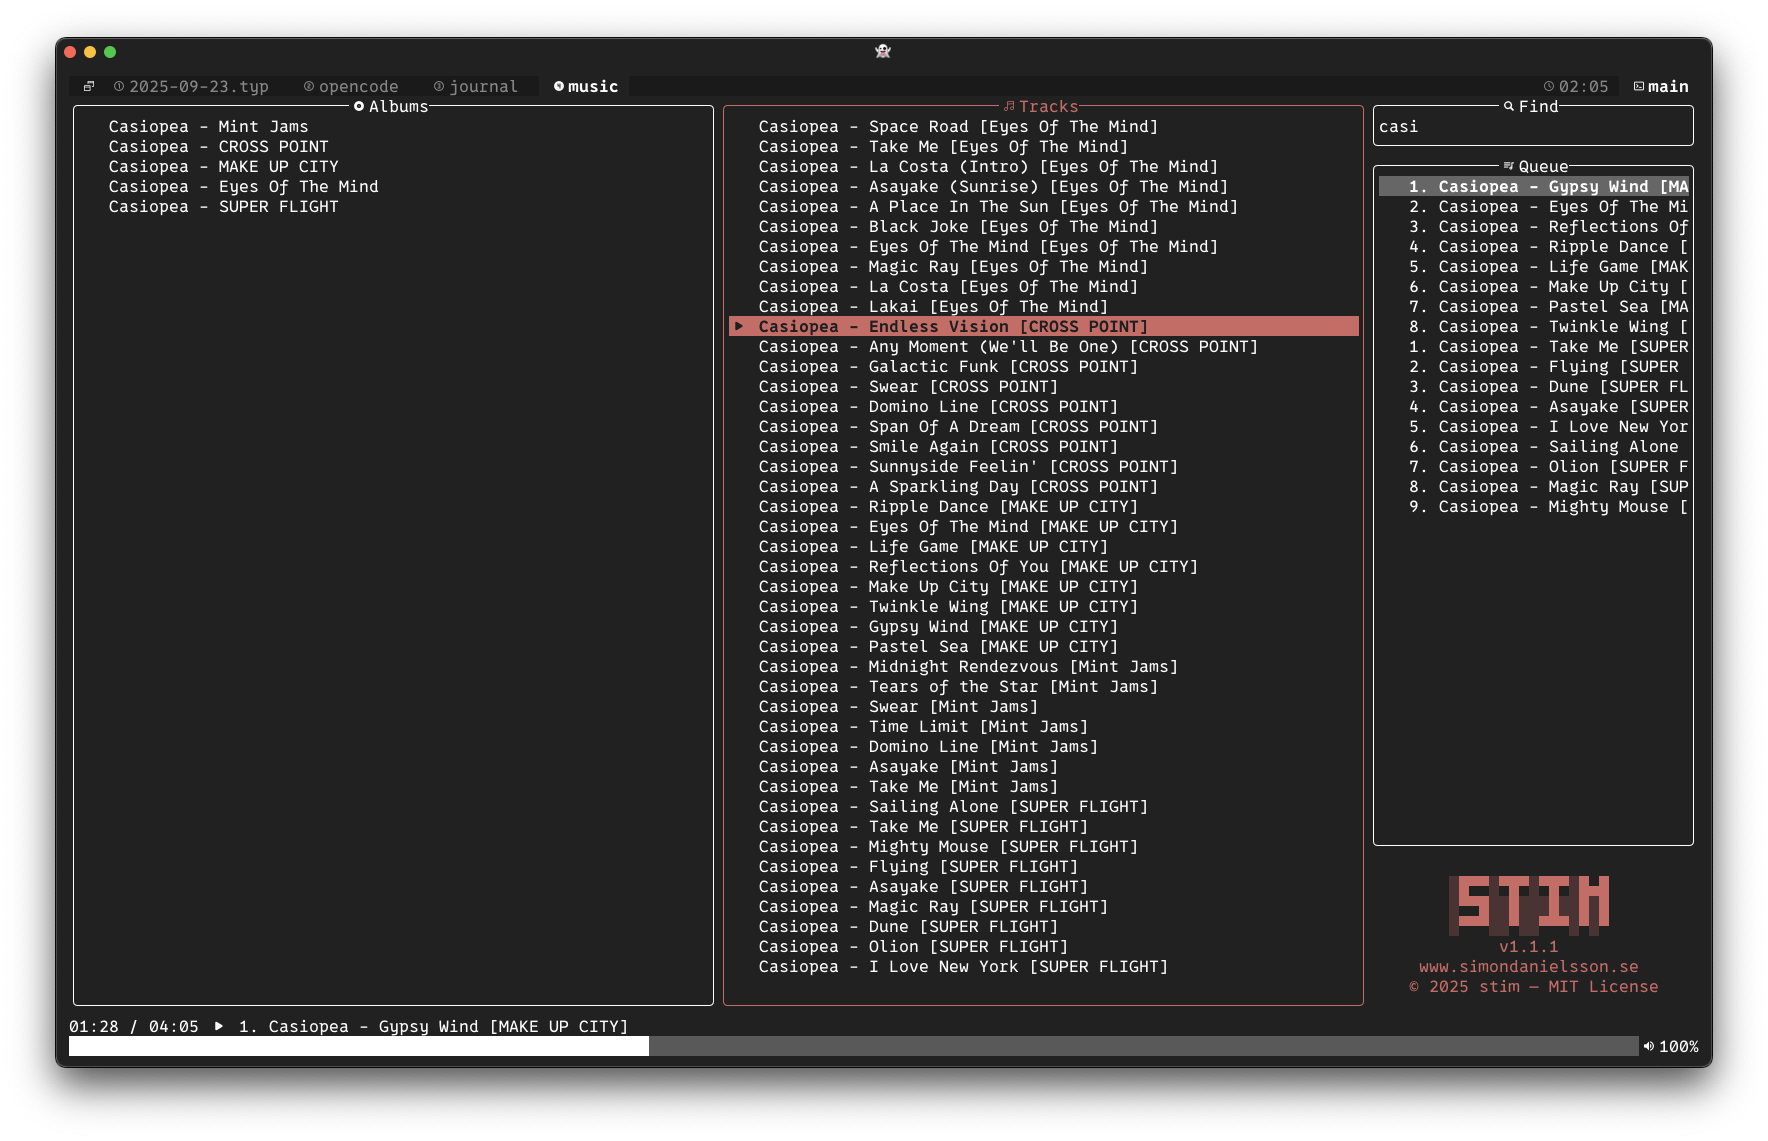 ① 2025-09-23.typ ② opencode ③ journal ④ music 02:05 main
Albums
Casiopea - Mint Jams
Casiopea - CROSS POINT
Casiopea - MAKE UP CITY
Casiopea - Eyes Of The Mind
Casiopea - SUPER FLIGHT
Tracks
Casiopea - Space Road [Eyes Of The Mind]
Casiopea - Take Me [Eyes Of The Mind]
Casiopea - La Costa (Intro) [Eyes Of The Mind]
Casiopea - Asayake (Sunrise) [Eyes Of The Mind]
Casiopea - A Place In The Sun [Eyes Of The Mind]
Casiopea - Black Joke [Eyes Of The Mind]
Casiopea - Eyes Of The Mind [Eyes Of The Mind]
Casiopea - Magic Ray [Eyes Of The Mind]
Casiopea - La Costa [Eyes Of The Mind]
Casiopea - Lakai [Eyes Of The Mind]
Casiopea - Endless Vision [CROSS POINT]
Casiopea - Any Moment (We'll Be One) [CROSS POINT]
Casiopea - Galactic Funk [CROSS POINT]
Casiopea - Swear [CROSS POINT]
Casiopea - Domino Line [CROSS POINT]
Casiopea - Span Of A Dream [CROSS POINT]
Casiopea - Smile Again [CROSS POINT]
Casiopea - Sunnyside Feelin' [CROSS POINT]
Casiopea - A Sparkling Day [CROSS POINT]
Casiopea - Ripple Dance [MAKE UP CITY]
Casiopea - Eyes Of The Mind [MAKE UP CITY]
Casiopea - Life Game [MAKE UP CITY]
Casiopea - Reflections Of You [MAKE UP CITY]
Casiopea - Make Up City [MAKE UP CITY]
Casiopea - Twinkle Wing [MAKE UP CITY]
Casiopea - Gypsy Wind [MAKE UP CITY]
Casiopea - Pastel Sea [MAKE UP CITY]
Casiopea - Midnight Rendezvous [Mint Jams]
Casiopea - Tears of the Star [Mint Jams]
Casiopea - Swear [Mint Jams]
Casiopea - Time Limit [Mint Jams]
Casiopea - Domino Line [Mint Jams]
Casiopea - Asayake [Mint Jams]
Casiopea - Take Me [Mint Jams]
Casiopea - Sailing Alone [SUPER FLIGHT]
Casiopea - Take Me [SUPER FLIGHT]
Casiopea - Mighty Mouse [SUPER FLIGHT]
Casiopea - Flying [SUPER FLIGHT]
Casiopea - Asayake [SUPER FLIGHT]
Casiopea - Magic Ray [SUPER FLIGHT]
Casiopea - Dune [SUPER FLIGHT]
Casiopea - Olion [SUPER FLIGHT]
Casiopea - I Love New York [SUPER FLIGHT]
Find
casi
Queue
1. Casiopea - Gypsy Wind [MA
2. Casiopea - Eyes Of The Mi
3. Casiopea - Reflections Of
4. Casiopea - Ripple Dance [
5. Casiopea - Life Game [MAK
6. Casiopea - Make Up City [
7. Casiopea - Pastel Sea [MA
8. Casiopea - Twinkle Wing [
1. Casiopea - Take Me [SUPER
2. Casiopea - Flying [SUPER
3. Casiopea - Dune [SUPER FL
4. Casiopea - Asayake [SUPER
5. Casiopea - I Love New Yor
6. Casiopea - Sailing Alone
7. Casiopea - Olion [SUPER F
8. Casiopea - Magic Ray [SUP
9. Casiopea - Mighty Mouse [
STIM
v1.1.1
www.simondanielsson.se
© 2025 stim — MIT License
01:28 / 04:05 ▶ 1. Casiopea - Gypsy Wind [MAKE UP CITY]
100%